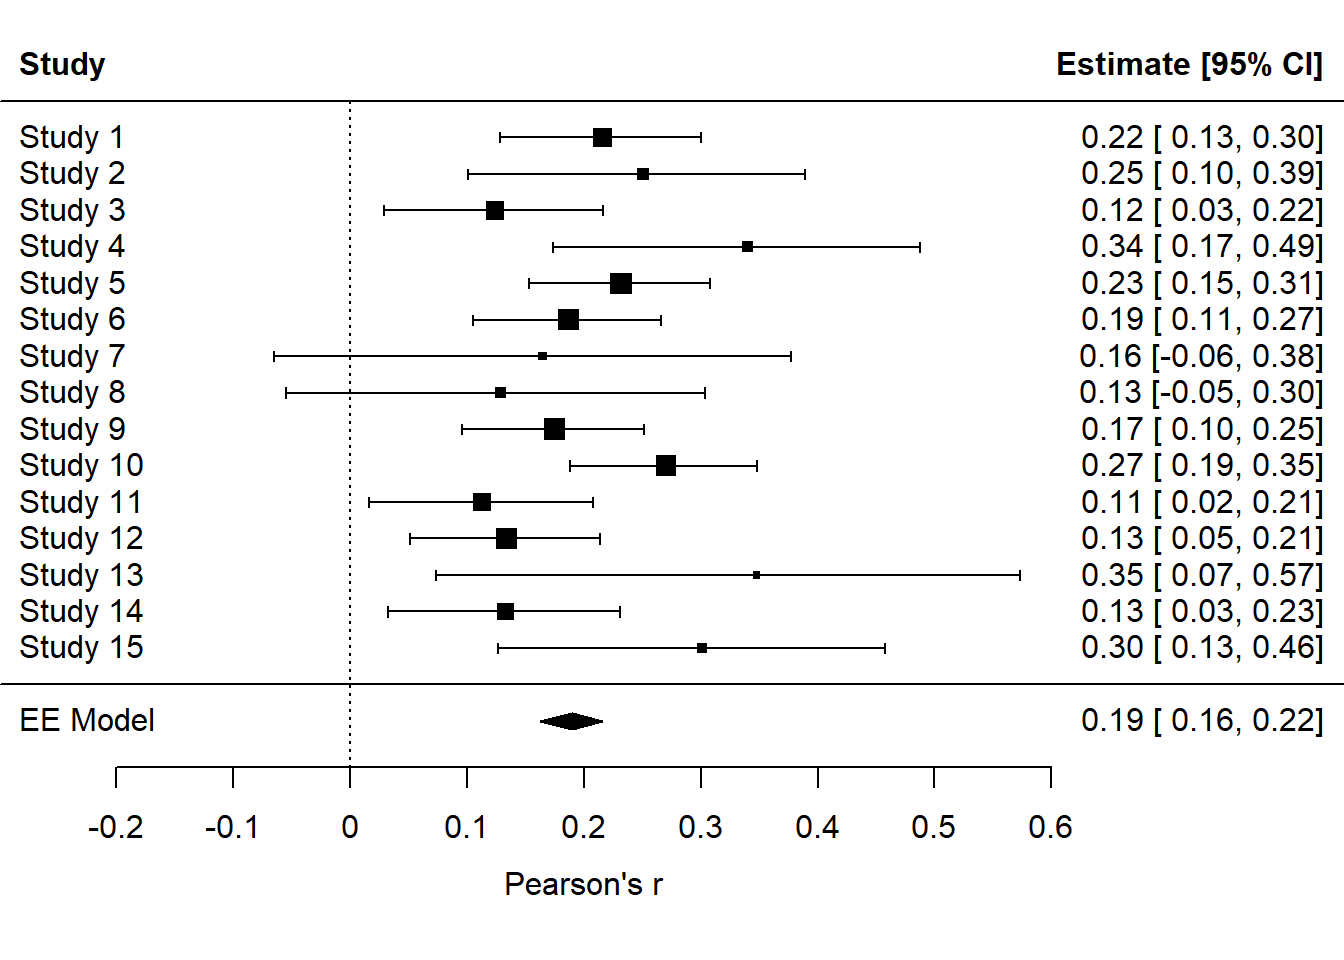 Study Estimate [95% CI]
Study 1 0.22 [ 0.13, 0.30]
Study 2 0.25 [ 0.10, 0.39]
Study 3 0.12 [ 0.03, 0.22]
Study 4 0.34 [ 0.17, 0.49]
Study 5 0.23 [ 0.15, 0.31]
Study 6 0.19 [ 0.11, 0.27]
Study 7 0.16 [-0.06, 0.38]
Study 8 0.13 [-0.05, 0.30]
Study 9 0.17 [ 0.10, 0.25]
Study 10 0.27 [ 0.19, 0.35]
Study 11 0.11 [ 0.02, 0.21]
Study 12 0.13 [ 0.05, 0.21]
Study 13 0.35 [ 0.07, 0.57]
Study 14 0.13 [ 0.03, 0.23]
Study 15 0.30 [ 0.13, 0.46]
EE Model 0.19 [ 0.16, 0.22]
-0.2 -0.1 0 0.1 0.2 0.3 0.4 0.5 0.6
Pearson's r